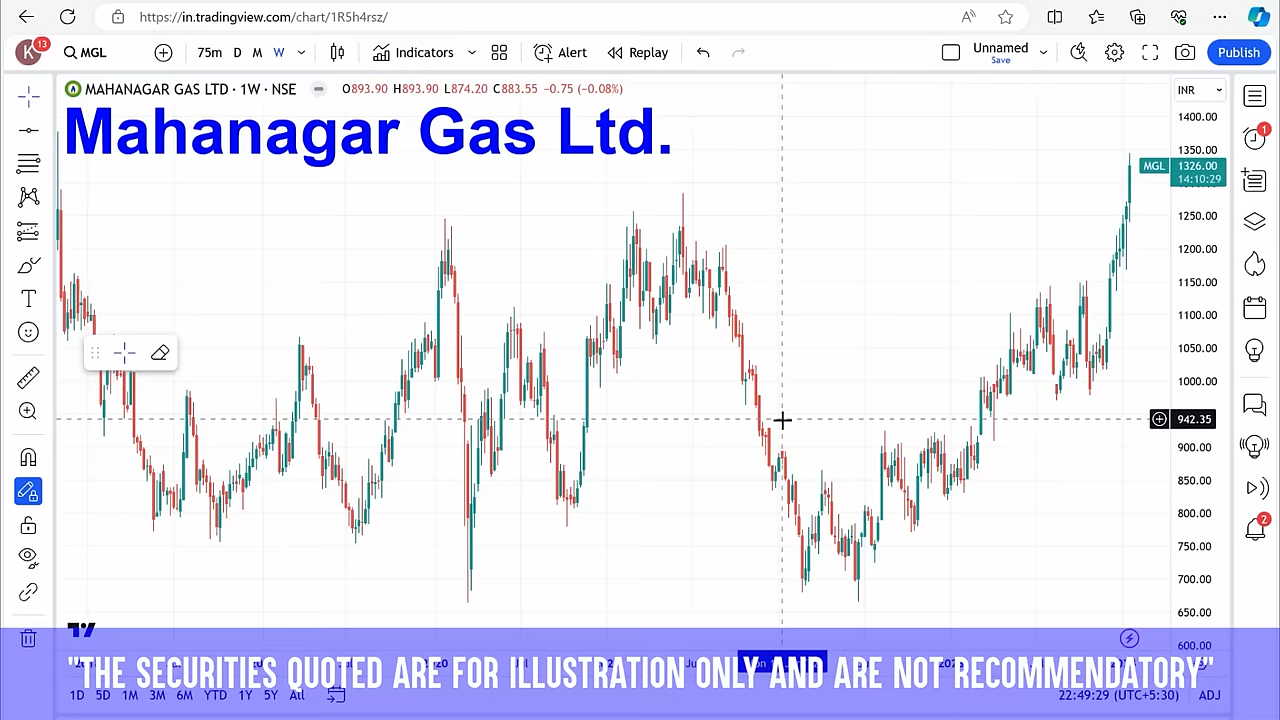 https://in.tradingview.com/chart/1R5h4rsz/
K 13 MGL 75m D M W Indicators Alert Replay Unnamed Save Publish
MAHANAGAR GAS LTD · 1W · NSE O893.90 H893.90 L874.20 C883.55 -0.75 (-0.08%) INR
Mahanagar Gas Ltd.
1400.00
1350.00
MGL 1326.00
14:10:29
1250.00
1200.00
1150.00
1100.00
1050.00
1000.00
942.35
900.00
850.00
800.00
750.00
700.00
650.00
600.00
"THE SECURITIES QUOTED ARE FOR ILLUSTRATION ONLY AND ARE NOT RECOMMENDATORY"
1D 5D 1M 3M 6M YTD 1Y 5Y All 22:49:29 (UTC+5:30) ADJ